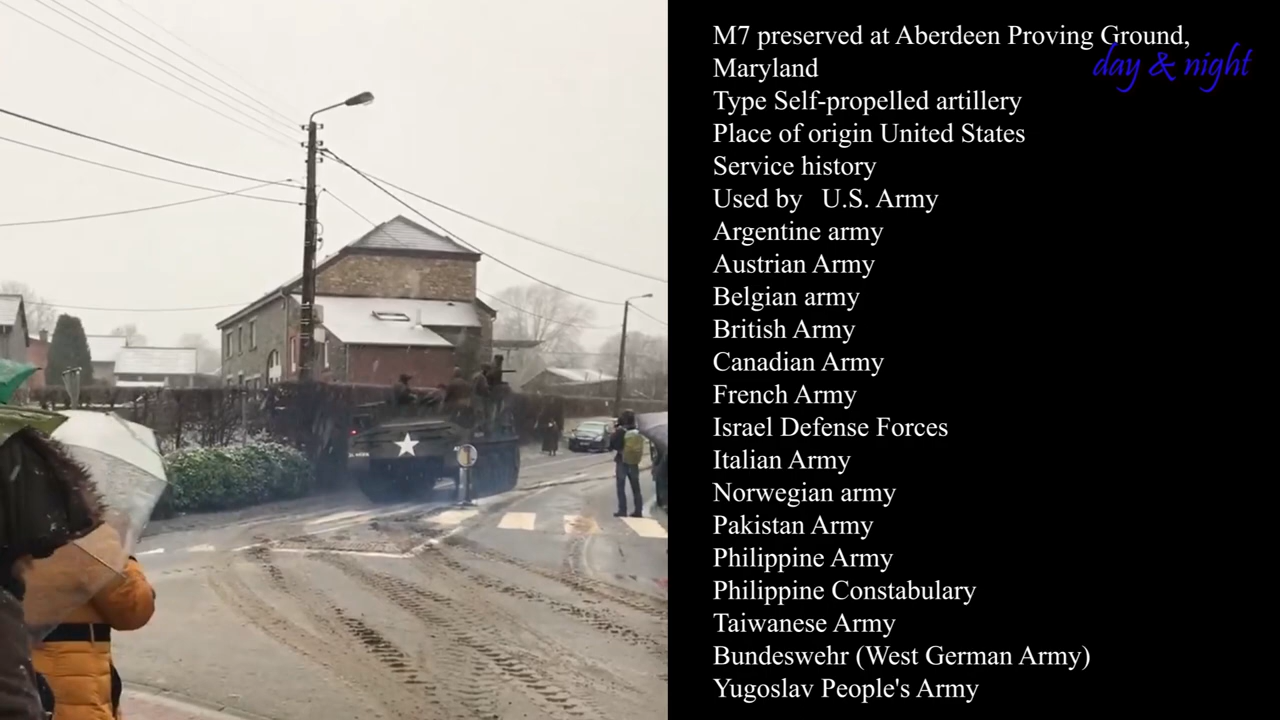 M7 preserved at Aberdeen Proving Ground,
Maryland
day & night
Type Self-propelled artillery
Place of origin United States
Service history
Used by U.S. Army
Argentine army
Austrian Army
Belgian army
British Army
Canadian Army
French Army
Israel Defense Forces
Italian Army
Norwegian army
Pakistan Army
Philippine Army
Philippine Constabulary
Taiwanese Army
Bundeswehr (West German Army)
Yugoslav People's Army